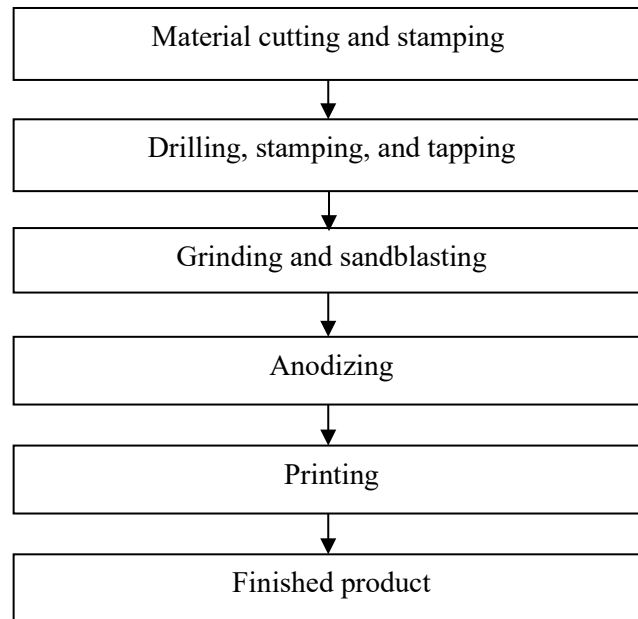 Material cutting and stamping
Drilling, stamping, and tapping
Grinding and sandblasting
Anodizing
Printing
Finished product